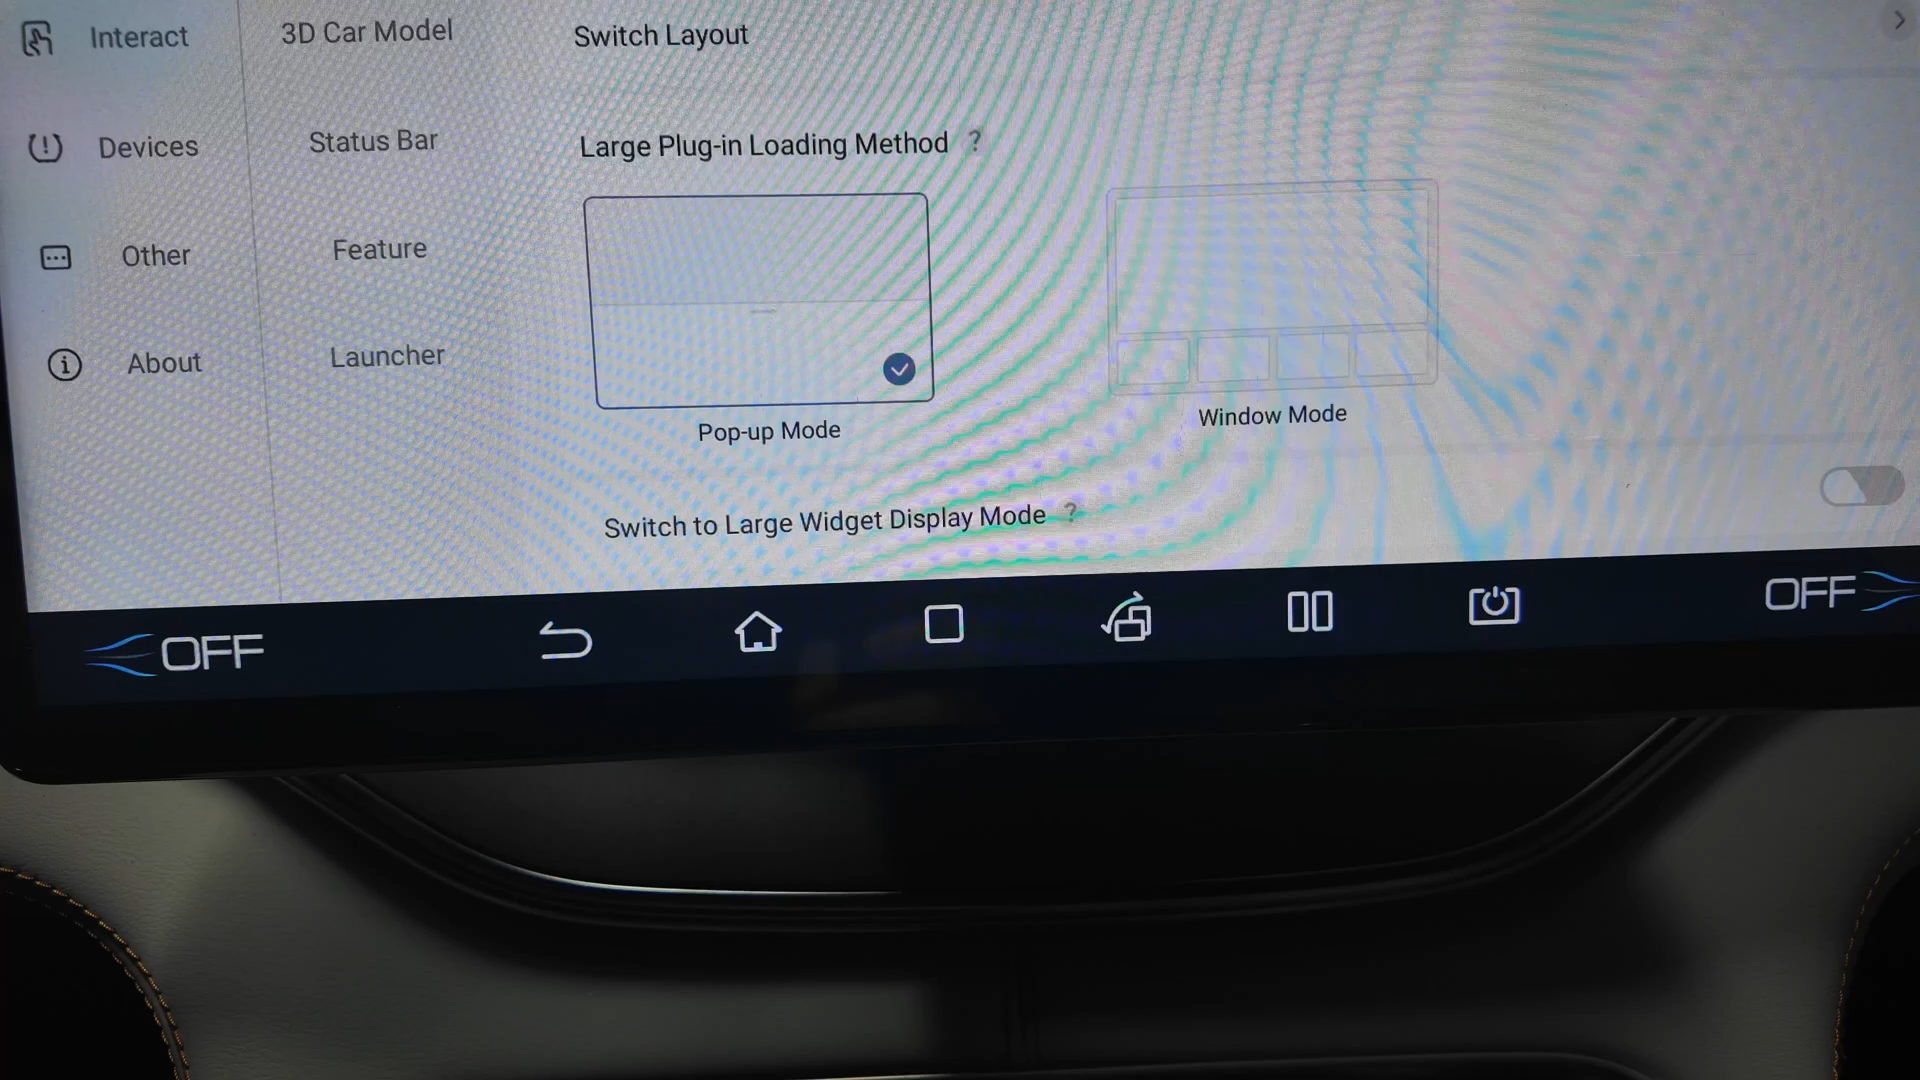 Interact
3D Car Model
Switch Layout
Devices
Status Bar
Large Plug-in Loading Method ?
Other
Feature
About
Launcher
Pop-up Mode
Window Mode
Switch to Large Widget Display Mode ?
OFF
OFF